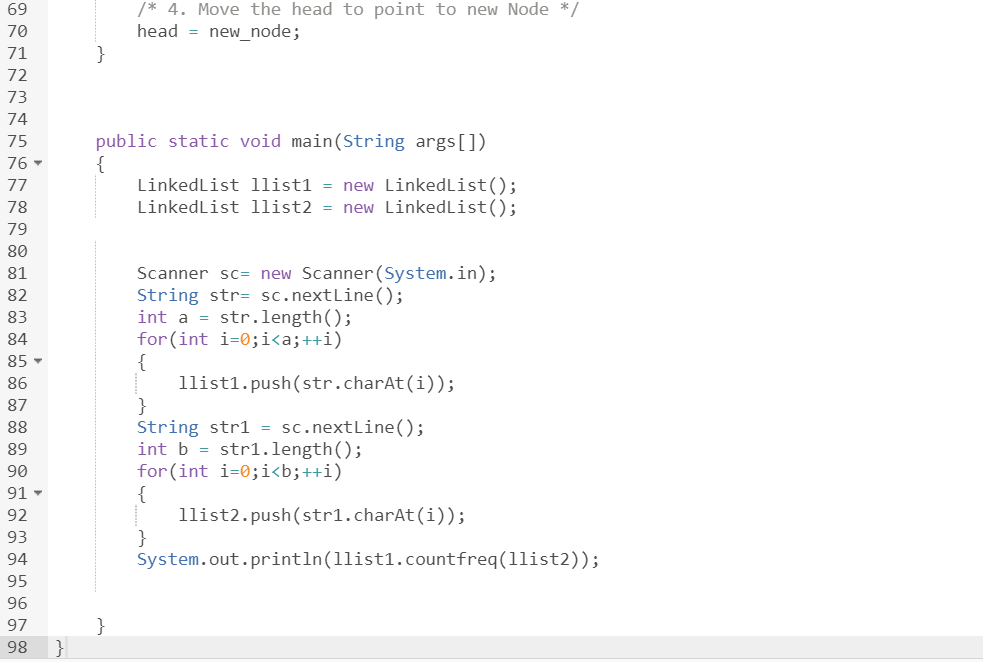 69 /* 4. Move the head to point to new Node */
70 head = new_node;
71 }
72
73
74
75 public static void main(String args[])
76 {
77 LinkedList llist1 = new LinkedList();
78 LinkedList llist2 = new LinkedList();
79
80
81 Scanner sc= new Scanner(System.in);
82 String str= sc.nextLine();
83 int a = str.length();
84 for(int i=0;i<a;++i)
85 {
86 llist1.push(str.charAt(i));
87 }
88 String str1 = sc.nextLine();
89 int b = str1.length();
90 for(int i=0;i<b;++i)
91 {
92 llist2.push(str1.charAt(i));
93 }
94 System.out.println(llist1.countfreq(llist2));
95
96
97 }
98 }